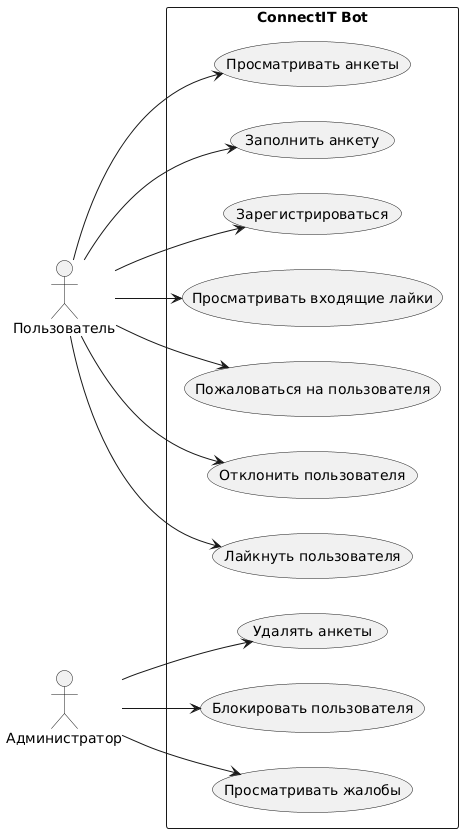 ConnectIT Bot
Просматривать анкеты
Заполнить анкету
Зарегистрироваться
Просматривать входящие лайки
Пользователь
Пожаловаться на пользователя
Отклонить пользователя
Лайкнуть пользователя
Удалять анкеты
Блокировать пользователя
Администратор
Просматривать жалобы